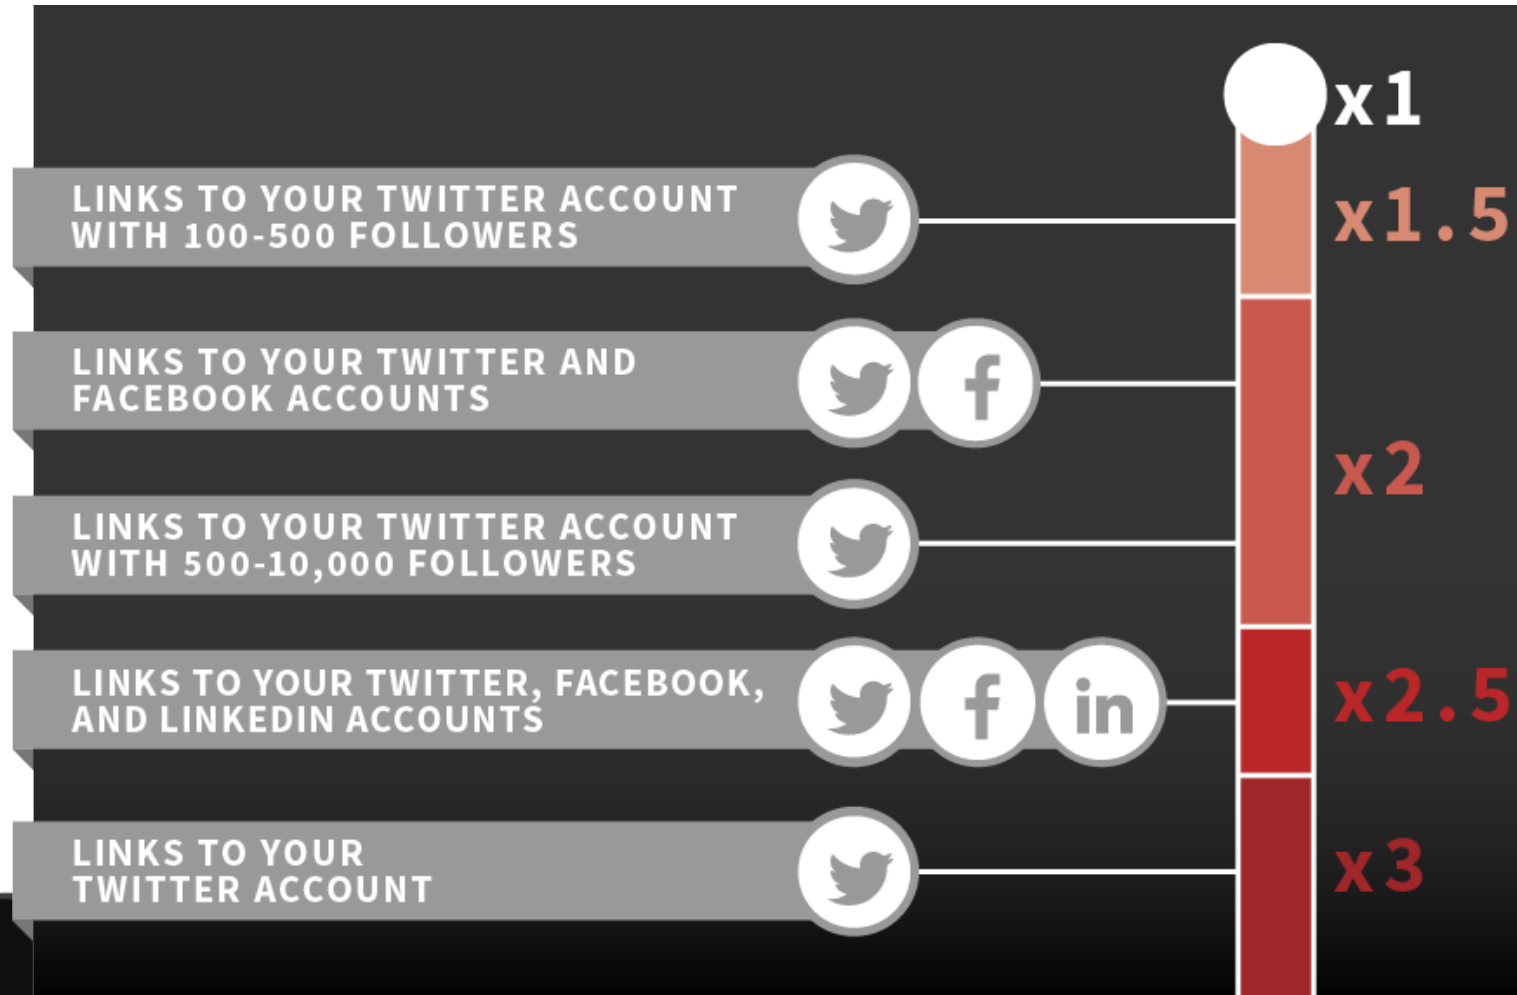 x1
LINKS TO YOUR TWITTER ACCOUNT
WITH 100-500 FOLLOWERS
x1.5
LINKS TO YOUR TWITTER AND
FACEBOOK ACCOUNTS
x2
LINKS TO YOUR TWITTER ACCOUNT
WITH 500-10,000 FOLLOWERS
LINKS TO YOUR TWITTER, FACEBOOK,
AND LINKEDIN ACCOUNTS
in
x2.5
LINKS TO YOUR
TWITTER ACCOUNT
x3